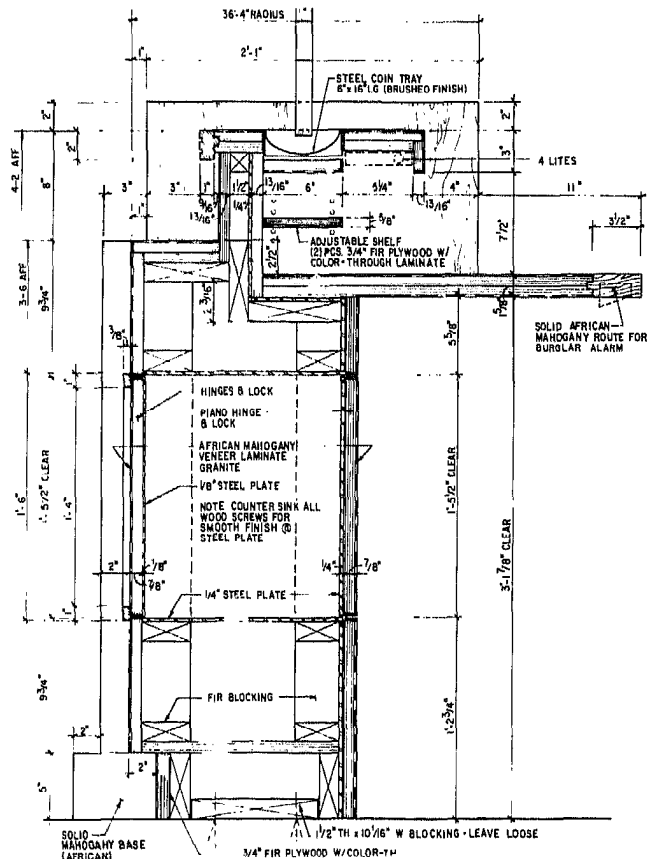 36'-4" RADIUS
1"
2'-1"
STEEL COIN TRAY
6" x 16" LG (BRUSHED FINISH)
2"
2"
4-2 AFF
8"
2"
3"
4 LITES
3"
3"
1"
1 1/2"
13/16"
6"
5 1/4"
4"
11"
1"
9/16"
13/16"
1/4"
13/16"
3 1/2"
5/8"
7 1/2"
ADJUSTABLE SHELF
(2) PCS. 3/4" FIR PLYWOOD W/
COLOR-THROUGH LAMINATE
2 1/2"
3-6 AFF
9 3/4"
2 3/16"
SOLID AFRICAN
MAHOGANY ROUTE FOR
BURGLAR ALARM
3/8"
5 5/8"
1"
HINGES & LOCK
PIANO HINGE
& LOCK
AFRICAN MAHOGANY
VENEER LAMINATE
GRANITE
1/8" STEEL PLATE
NOTE COUNTER SINK ALL
WOOD SCREWS FOR
SMOOTH FINISH @
STEEL PLATE
1'-6"
1'-5 1/2" CLEAR
1'-4"
1'-5 1/2" CLEAR
3'-1 7/8" CLEAR
2"
1/8"
7/8"
1/4"
7/8"
1/4" STEEL PLATE
1"
9 3/4"
FIR BLOCKING
1'-2 3/4"
2"
2"
5"
SOLID
MAHOGANY BASE
(AFRICAN)
1 1/2" TH x 10 1/16" W BLOCKING - LEAVE LOOSE
3/4" FIR PLYWOOD W/COLOR-TH